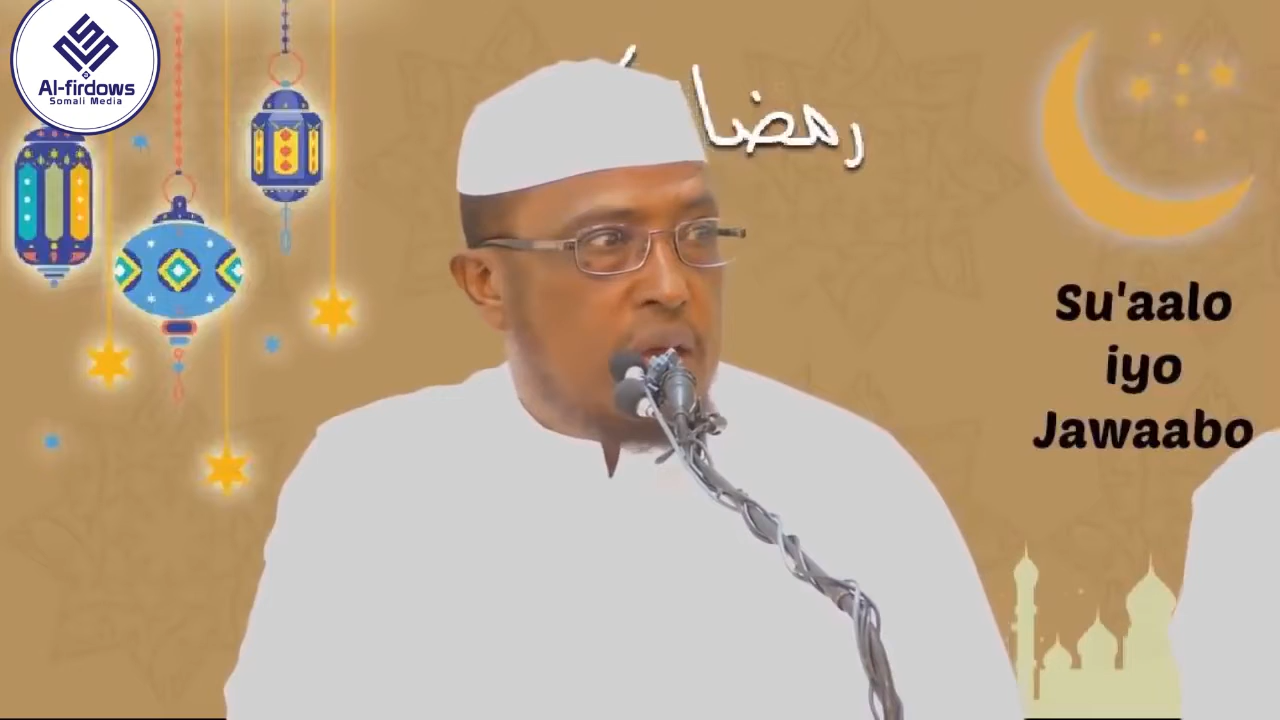 Al-firdows
Somali Media
رمضا
Su'aalo
iyo
Jawaabo